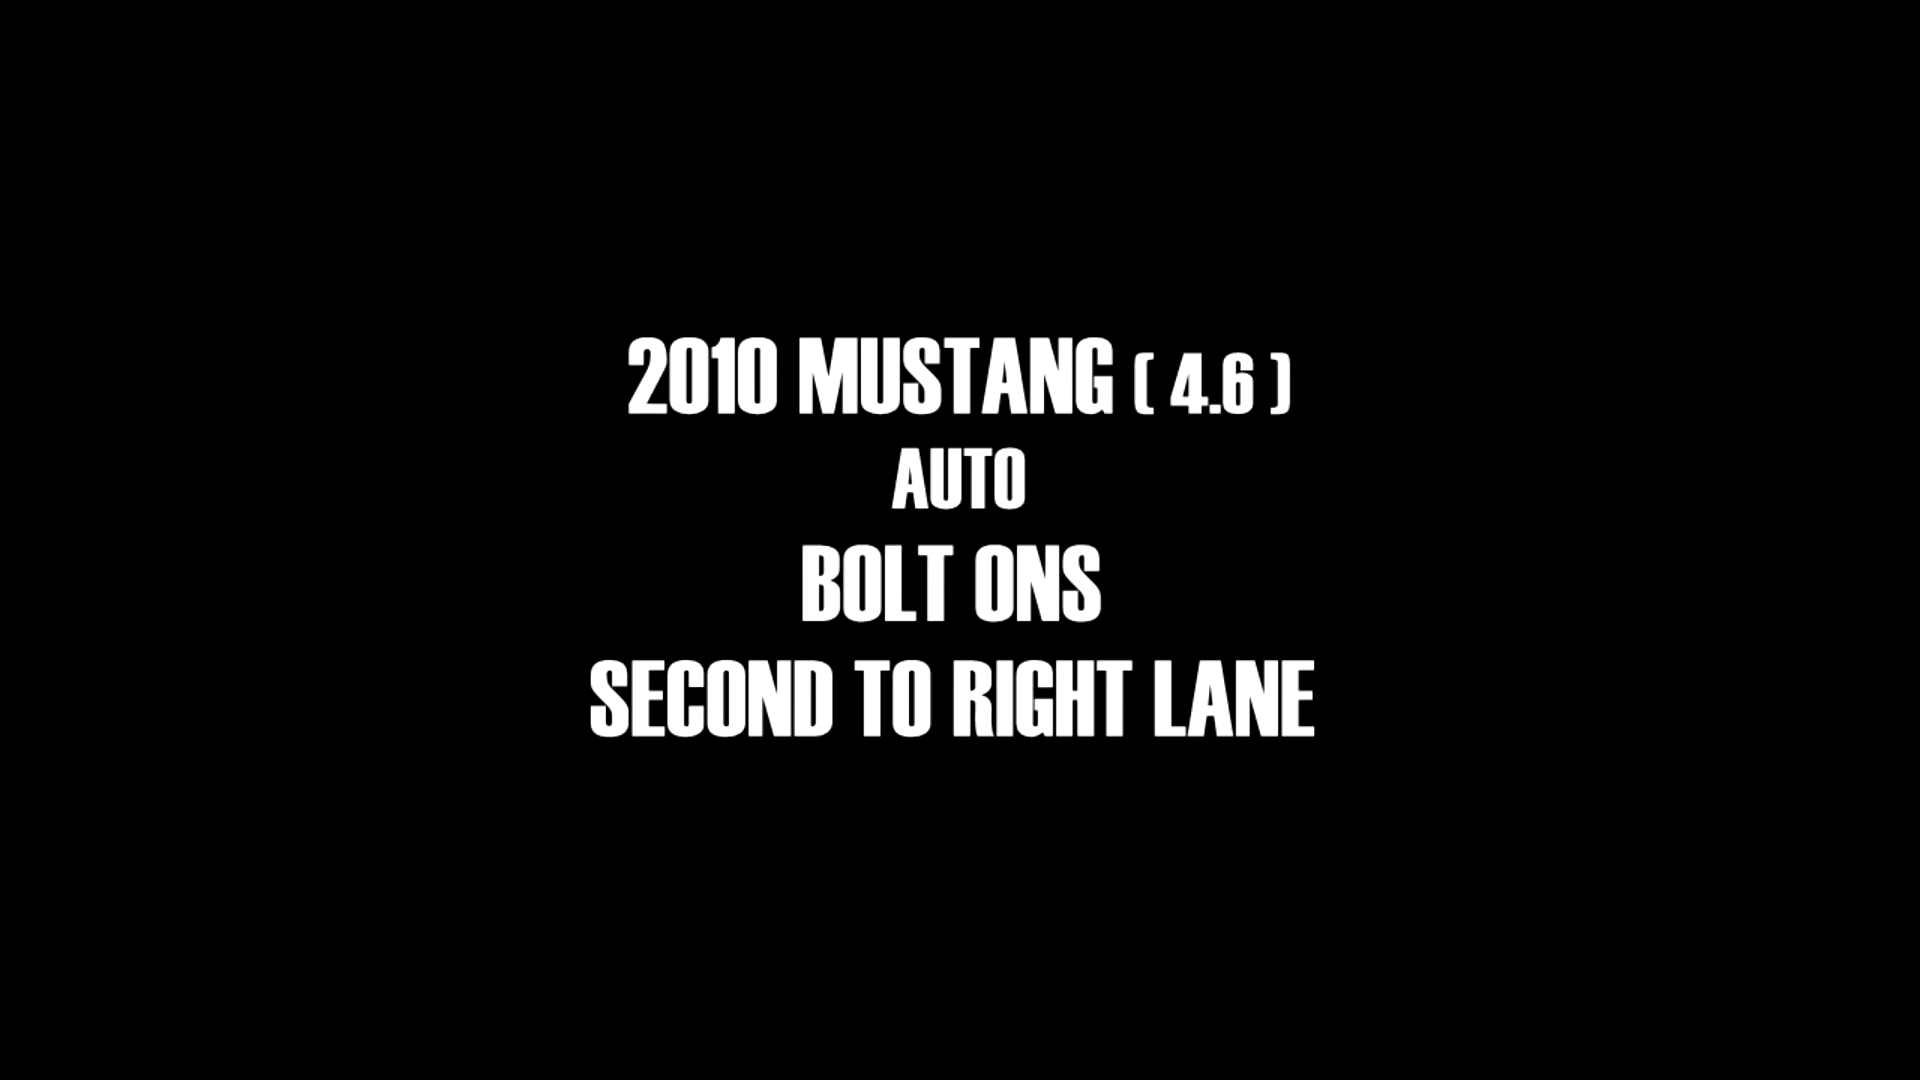 2010 MUSTANG ( 4.6 )
AUTO
BOLT ONS
SECOND TO RIGHT LANE